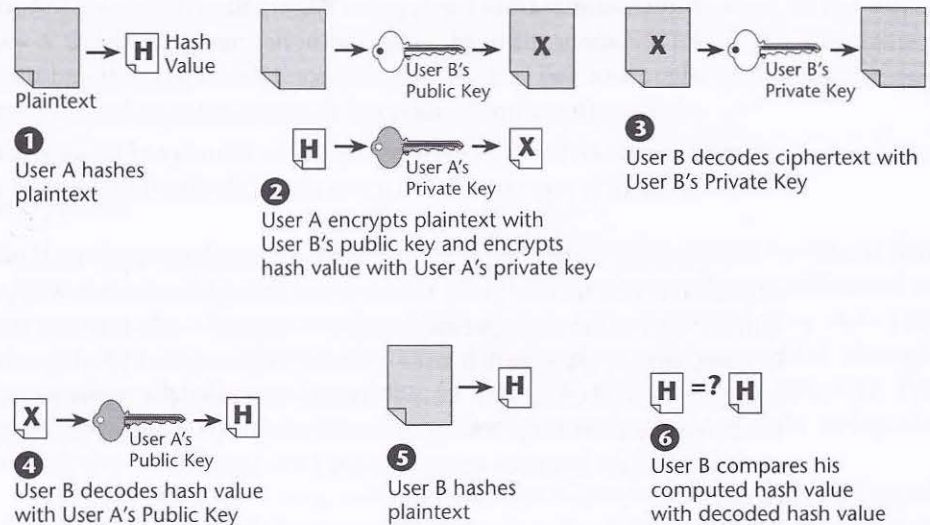 H Hash
Value
Plaintext
1
User A hashes
plaintext
X
User B's
Public Key
H
X
User A's
Private Key
2
User A encrypts plaintext with
User B's public key and encrypts
hash value with User A's private key
X
User B's
Private Key
3
User B decodes ciphertext with
User B's Private Key
X
H
User A's
Public Key
4
User B decodes hash value
with User A's Public Key
H
5
User B hashes
plaintext
H =? H
6
User B compares his
computed hash value
with decoded hash value